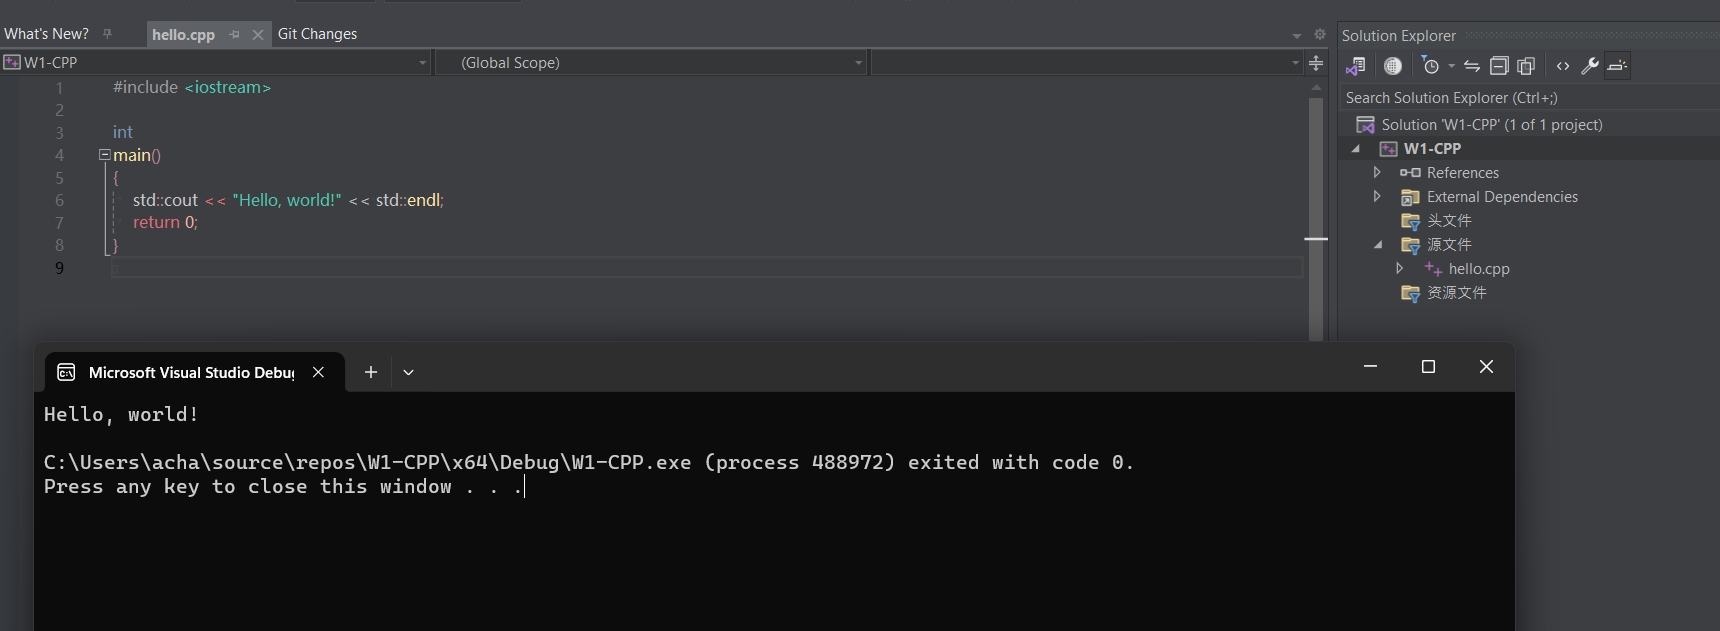 What's New?
hello.cpp
Git Changes
W1-CPP
(Global Scope)
1 #include <iostream>
2
3 int
4 main()
5 {
6 std::cout << "Hello, world!" << std::endl;
7 return 0;
8 }
9
Solution Explorer
Search Solution Explorer (Ctrl+;)
Solution 'W1-CPP' (1 of 1 project)
W1-CPP
References
External Dependencies
头文件
源文件
hello.cpp
资源文件
Microsoft Visual Studio Debug
Hello, world!
C:\Users\acha\source\repos\W1-CPP\x64\Debug\W1-CPP.exe (process 488972) exited with code 0.
Press any key to close this window . . .